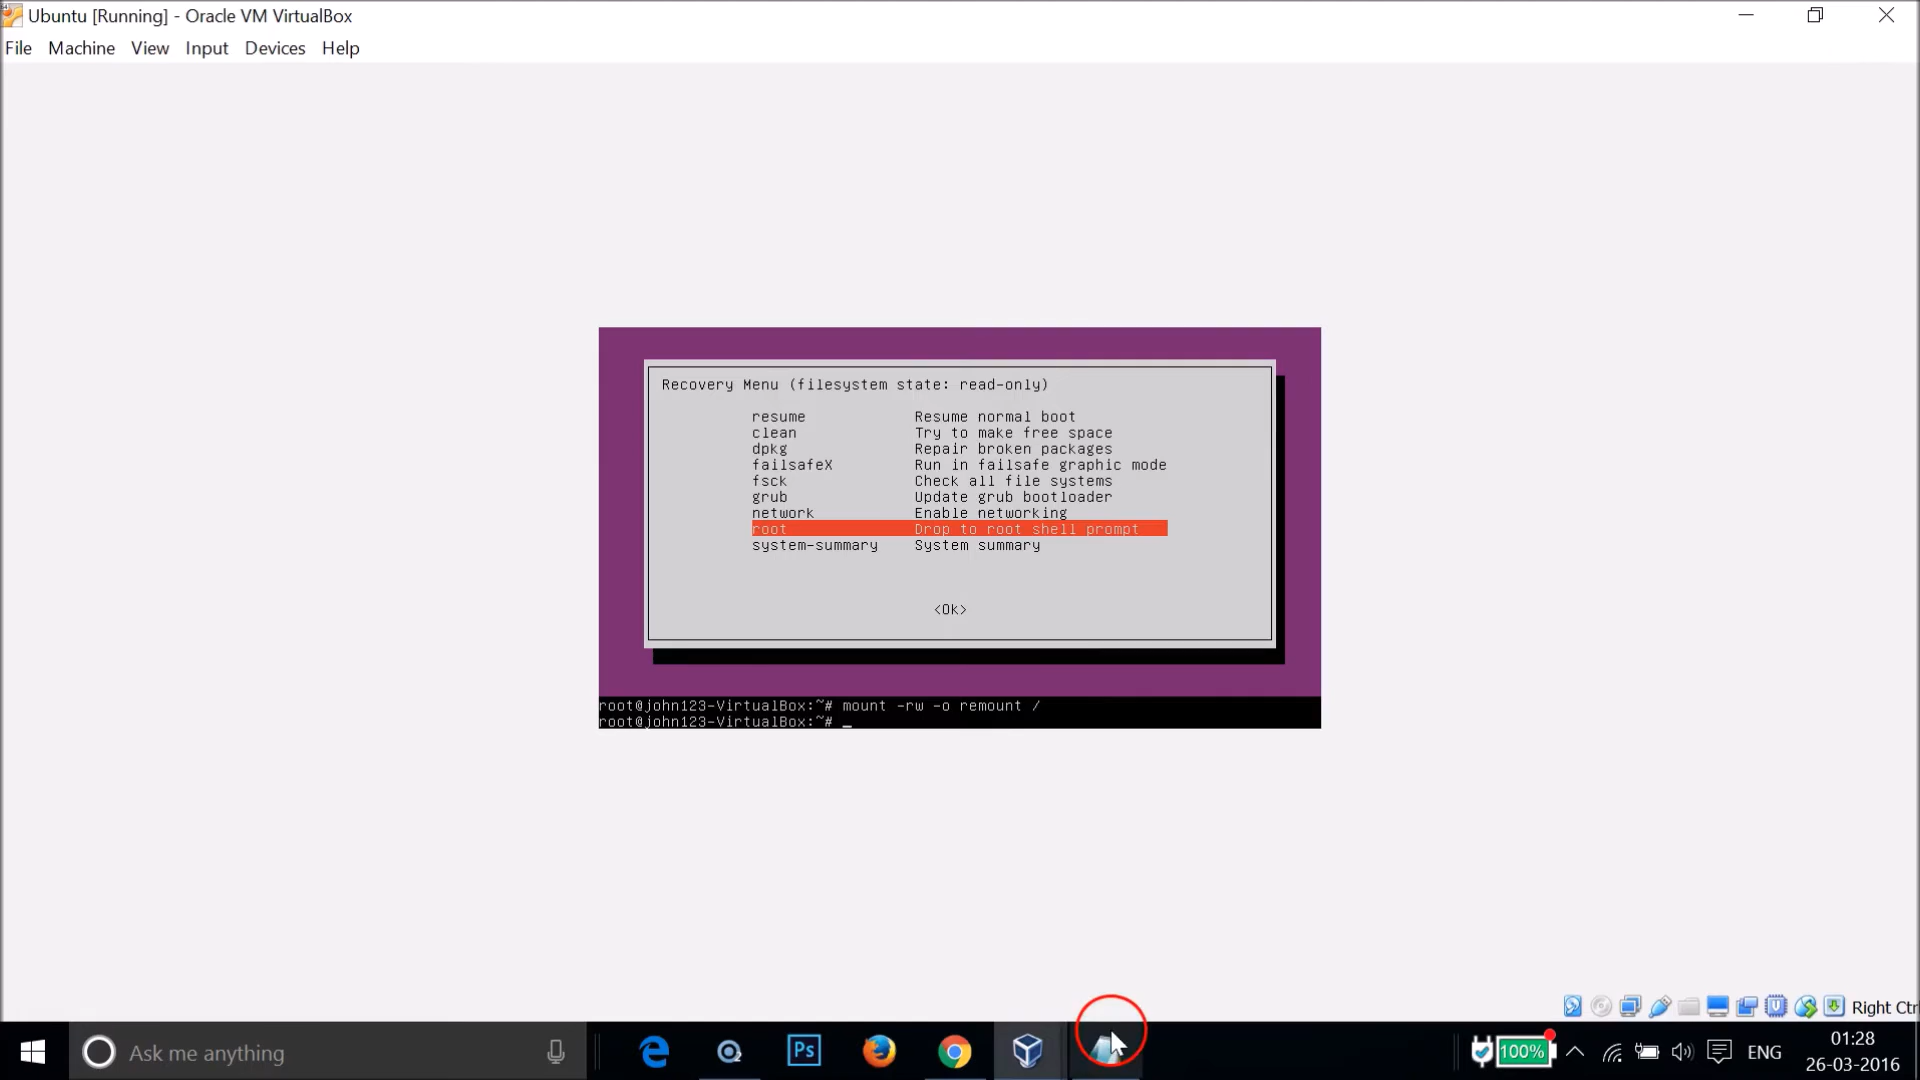 Ubuntu [Running] - Oracle VM VirtualBox
File Machine View Input Devices Help
Recovery Menu (filesystem state: read-only)
resume Resume normal boot
clean Try to make free space
dpkg Repair broken packages
failsafeX Run in failsafe graphic mode
fsck Check all file systems
grub Update grub bootloader
network Enable networking
root Drop to root shell prompt
system-summary System summary
<Ok>
root@john123-VirtualBox:~# mount -rw -o remount /
root@john123-VirtualBox:~# _
Right Ctr
Ask me anything
Ps
100%
ENG
01:28
26-03-2016